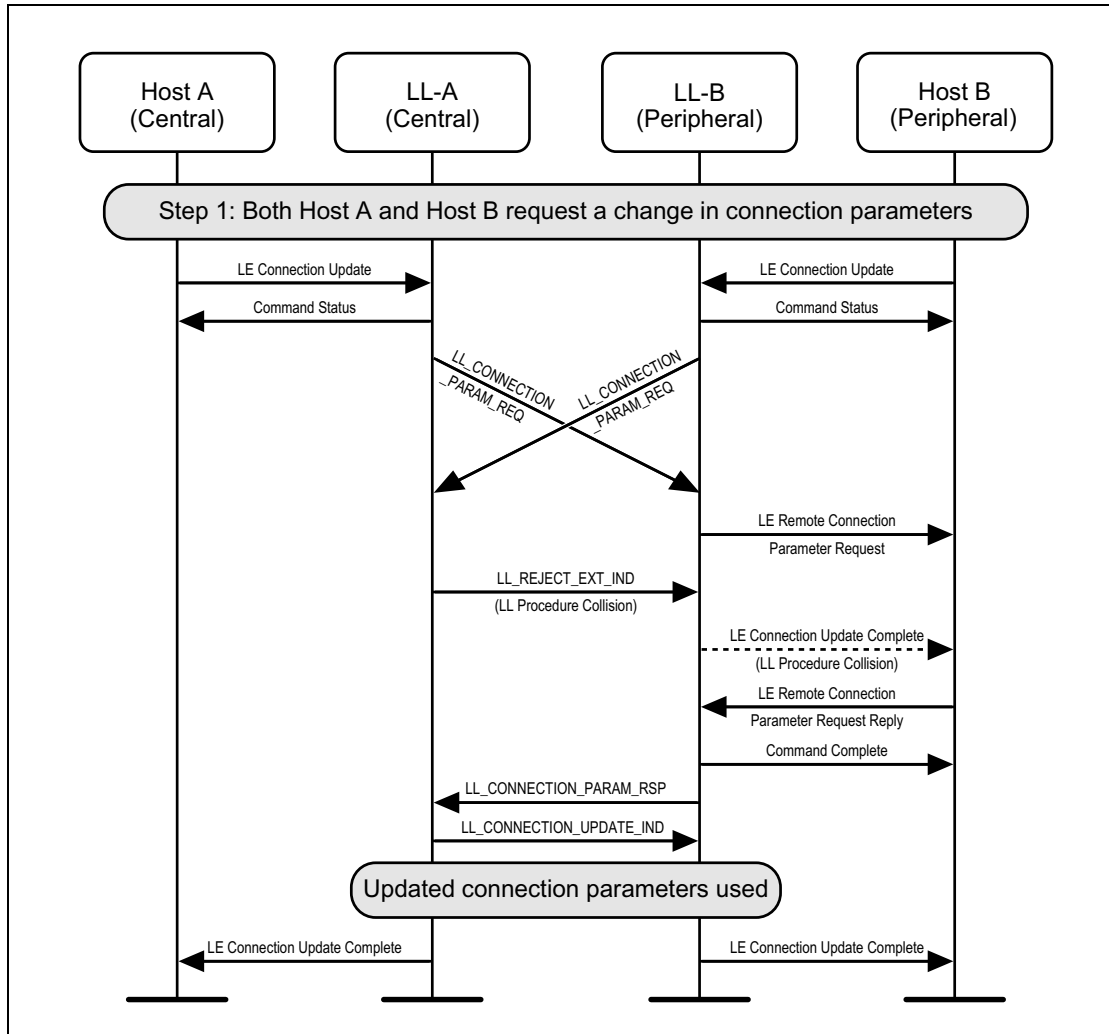 Host A
(Central)
LL-A
(Central)
LL-B
(Peripheral)
Host B
(Peripheral)
Step 1: Both Host A and Host B request a change in connection parameters
LE Connection Update
LE Connection Update
Command Status
Command Status
LL_CONNECTION
_PARAM_REQ
LL_CONNECTION
_PARAM_REQ
LE Remote Connection
Parameter Request
LL_REJECT_EXT_IND
(LL Procedure Collision)
LE Connection Update Complete
(LL Procedure Collision)
LE Remote Connection
Parameter Request Reply
Command Complete
LL_CONNECTION_PARAM_RSP
LL_CONNECTION_UPDATE_IND
Updated connection parameters used
LE Connection Update Complete
LE Connection Update Complete